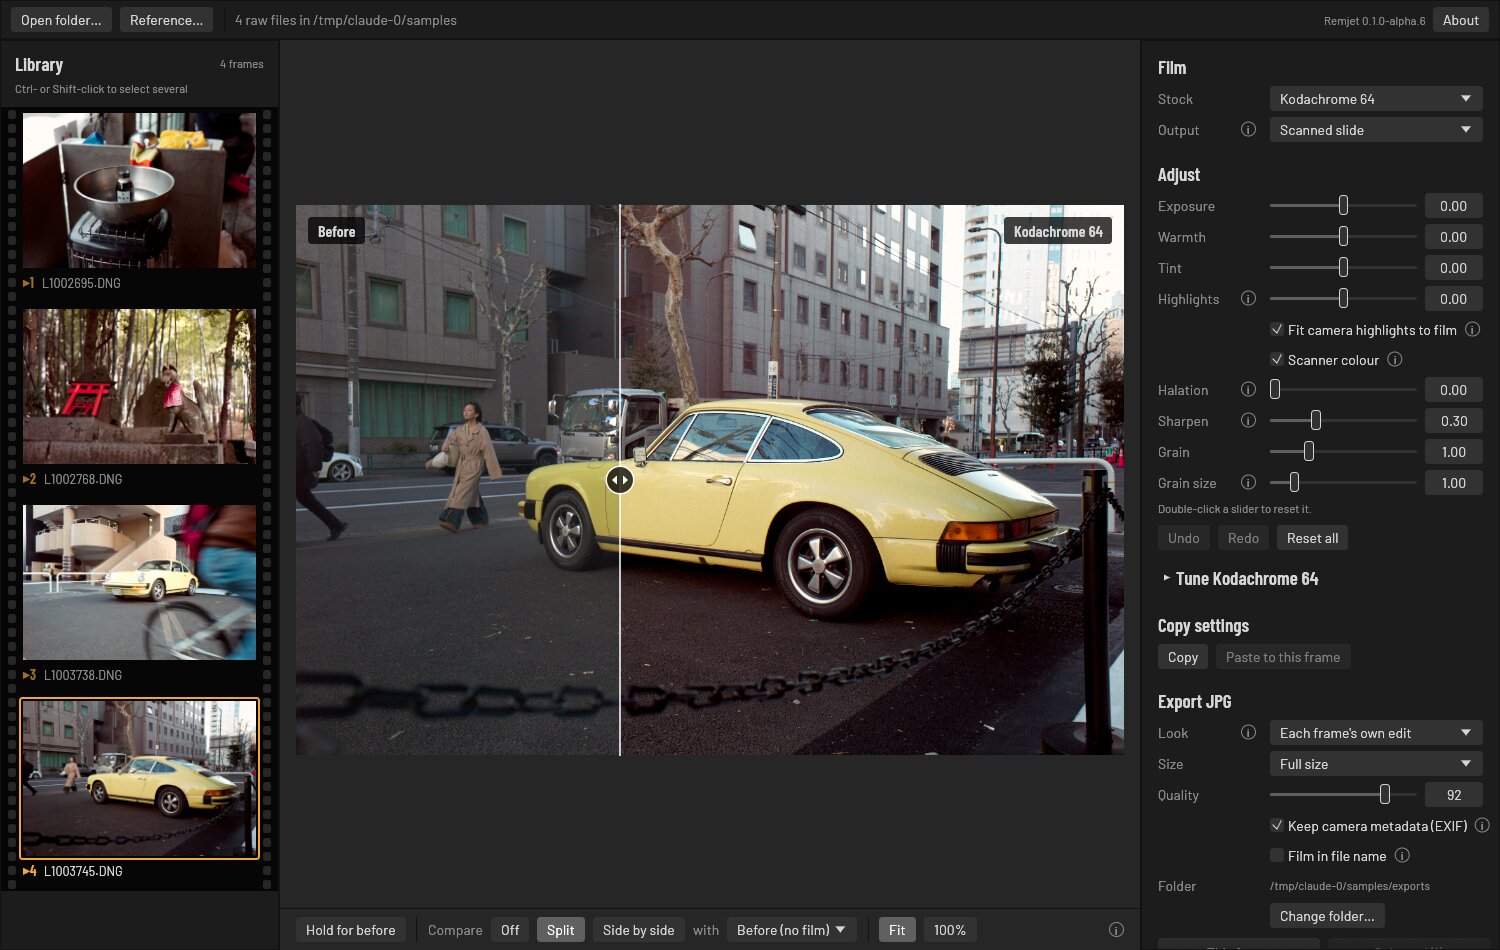 Open folder...
Reference...
4 raw files in /tmp/claude-0/samples
Remjet 0.1.0-alpha.6
About
Library
4 frames
Ctrl- or Shift-click to select several
1 L1002695.DNG
2 L1002768.DNG
3 L1003738.DNG
4 L1003745.DNG
Before
Kodachrome 64
Hold for before
Compare
Off
Split
Side by side
with
Before (no film)
Fit
100%
Film
Stock
Kodachrome 64
Output
Scanned slide
Adjust
Exposure
0.00
Warmth
0.00
Tint
0.00
Highlights
0.00
Fit camera highlights to film
Scanner colour
Halation
0.00
Sharpen
0.30
Grain
1.00
Grain size
1.00
Double-click a slider to reset it.
Undo
Redo
Reset all
Tune Kodachrome 64
Copy settings
Copy
Paste to this frame
Export JPG
Look
Each frame's own edit
Size
Full size
Quality
92
Keep camera metadata (EXIF)
Film in file name
Folder
/tmp/claude-0/samples/exports
Change folder...